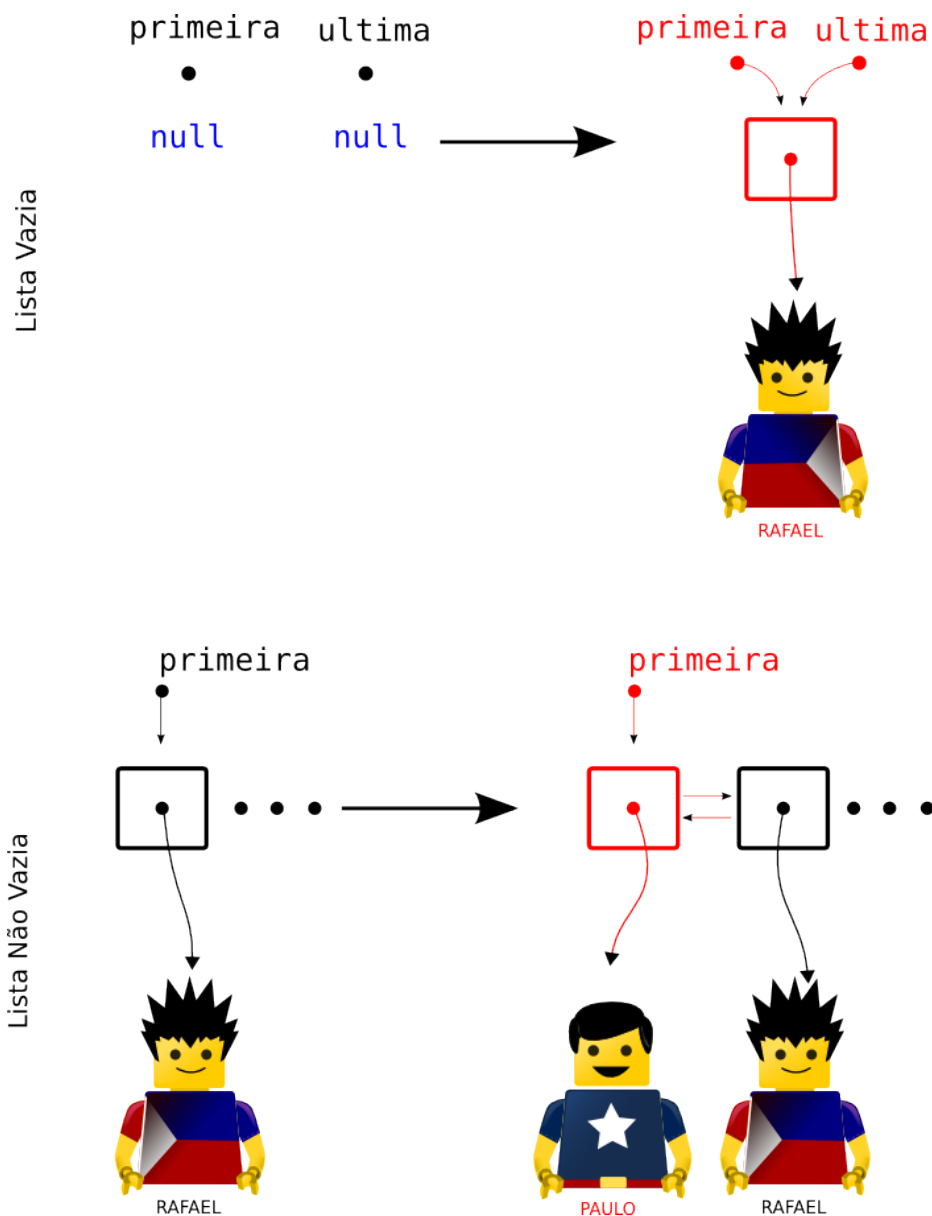 primeira ultima
primeira ultima
null null
Lista Vazia
RAFAEL
primeira
primeira
Lista Não Vazia
RAFAEL
PAULO
RAFAEL